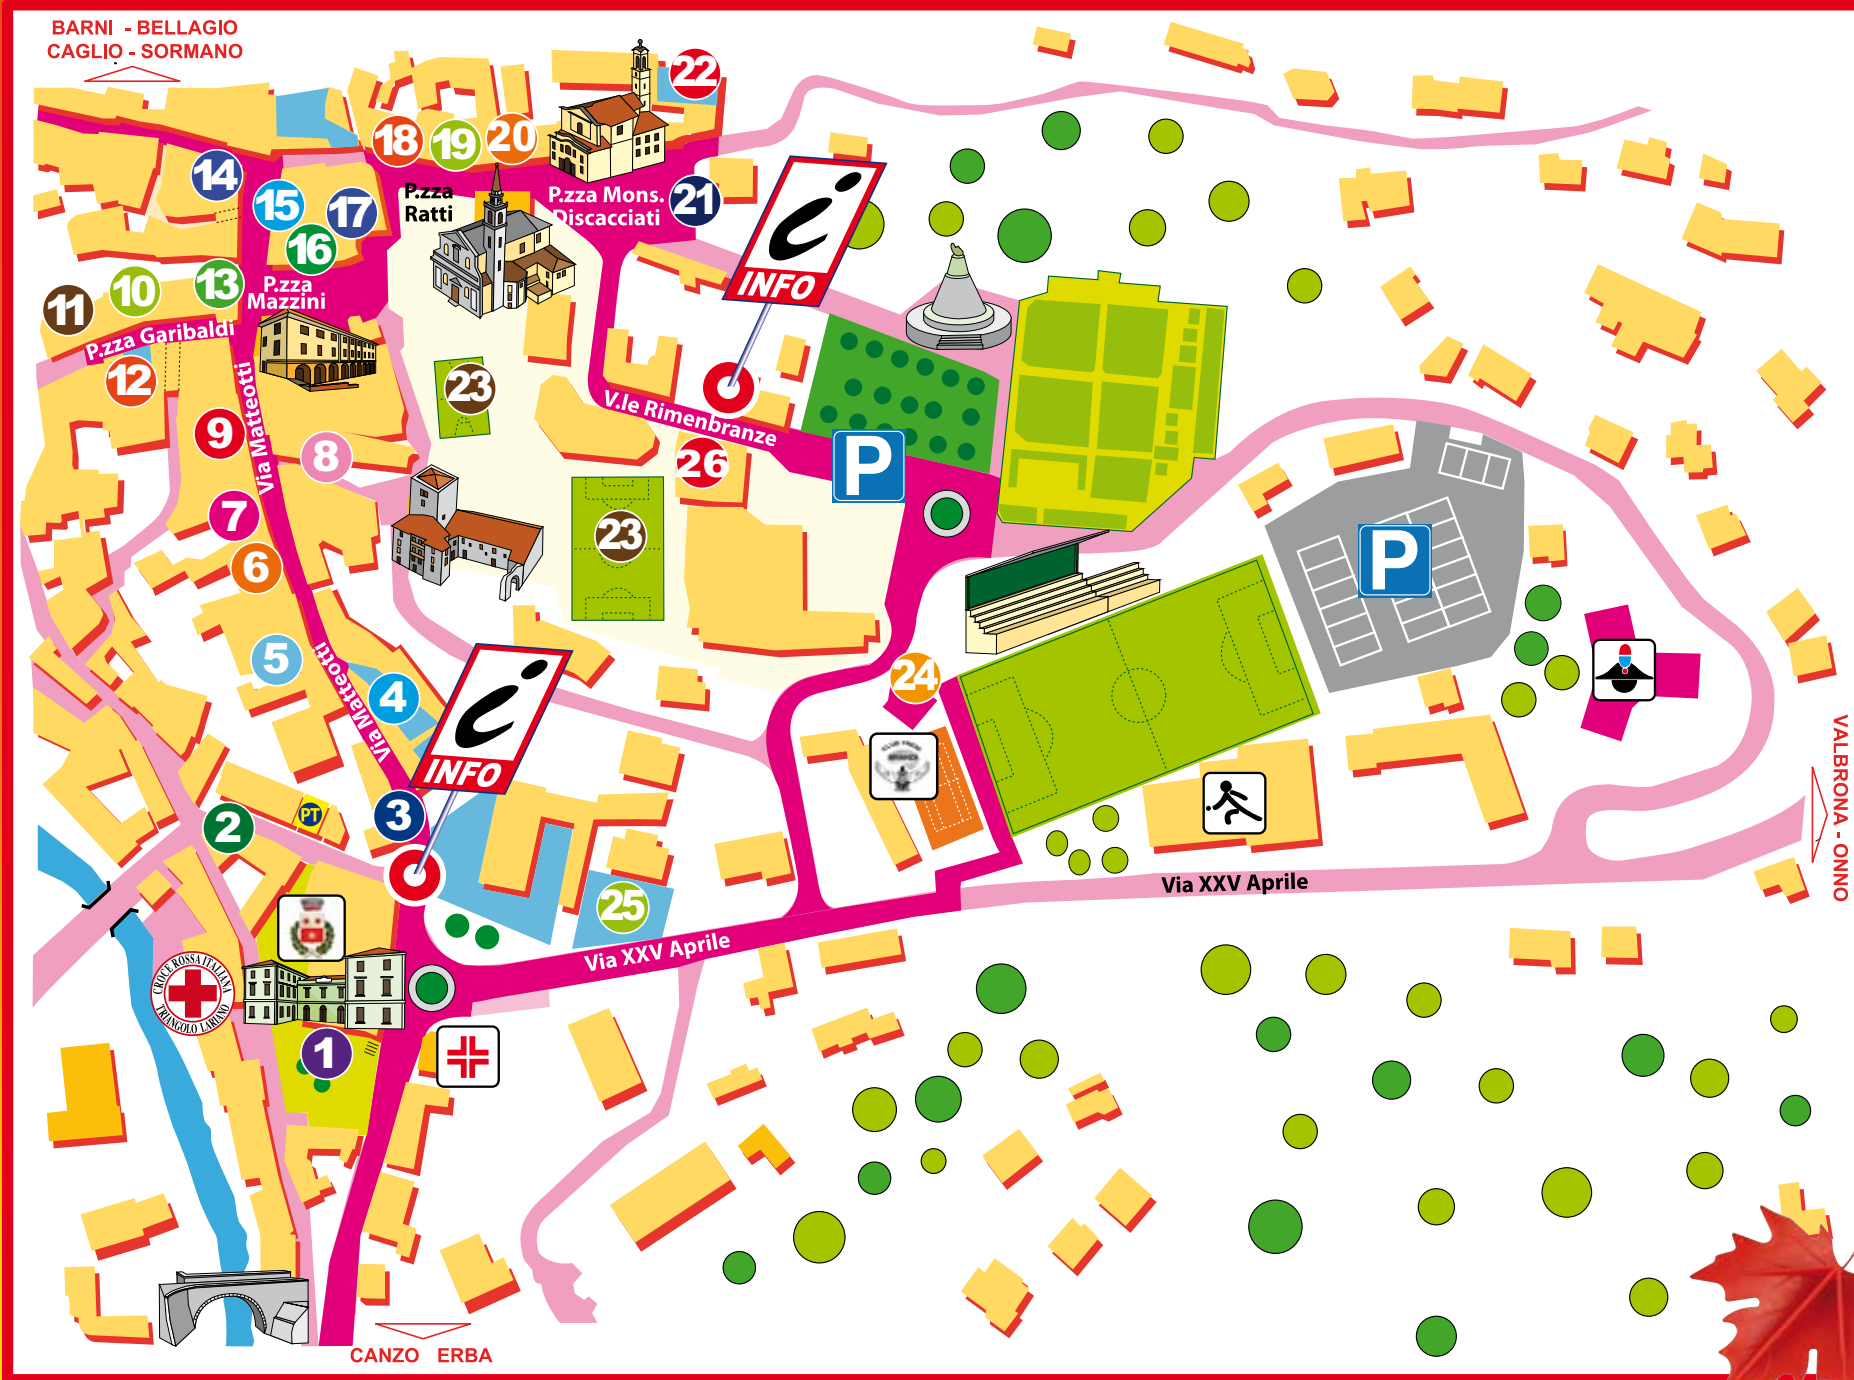 BARNI - BELLAGIO
CAGLIO - SORMANO
22
18
19
20
14
15
17
16
P.zza
Ratti
P.zza Mons.
Discacciati
21
i
INFO
11
10
13
P.zza
Mazzini
P.zza Garibaldi
12
Via Matteotti
9
8
23
V.le Rimenbranze
26
P
7
6
23
P
5
4
Via Matteotti
i
INFO
24
3
2
PT
25
Via XXV Aprile
Via XXV Aprile
VALBRONA - ONNO
CROCE ROSSA ITALIANA
TRIANGOLO LARIANO
1
CANZO ERBA